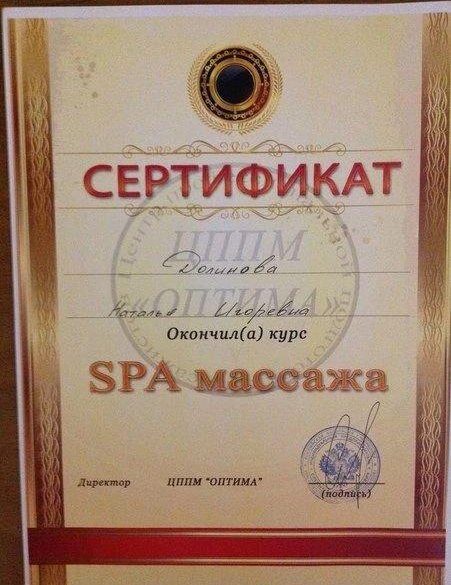 СЕРТИФИКАТ
ЦППМ
Долинова
«ОПТИМА»
Наталья Игоревна
Окончил(а) курс
SPA массажа
Директор ЦППМ "ОПТИМА"
(подпись)